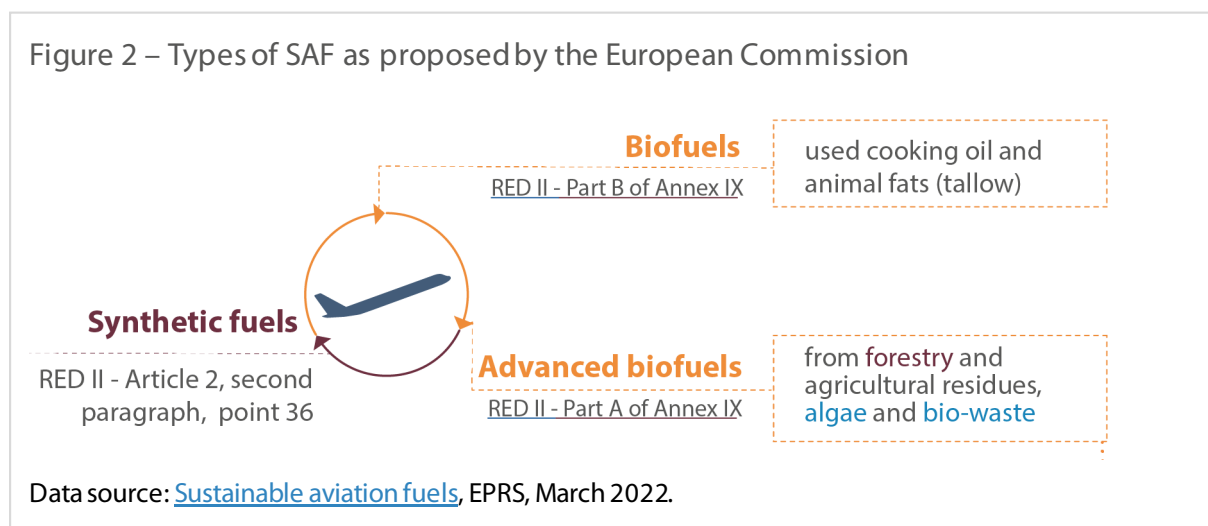 Figure 2 – Types of SAF as proposed by the European Commission
Biofuels
RED II - Part B of Annex IX
used cooking oil and
animal fats (tallow)
Synthetic fuels
RED II - Article 2, second
paragraph, point 36
Advanced biofuels
RED II - Part A of Annex IX
from forestry and
agricultural residues,
algae and bio-waste
Data source: Sustainable aviation fuels, EPRS, March 2022.